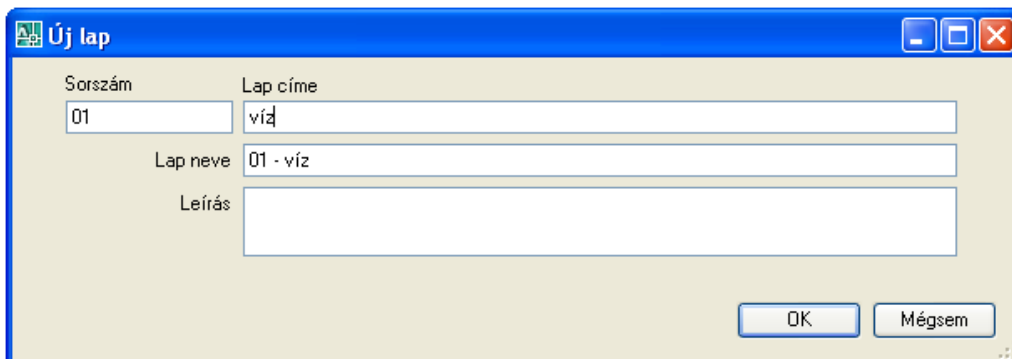 Új lap
Sorszám Lap címe
01 víz
Lap neve 01 - víz
Leírás
OK Mégsem